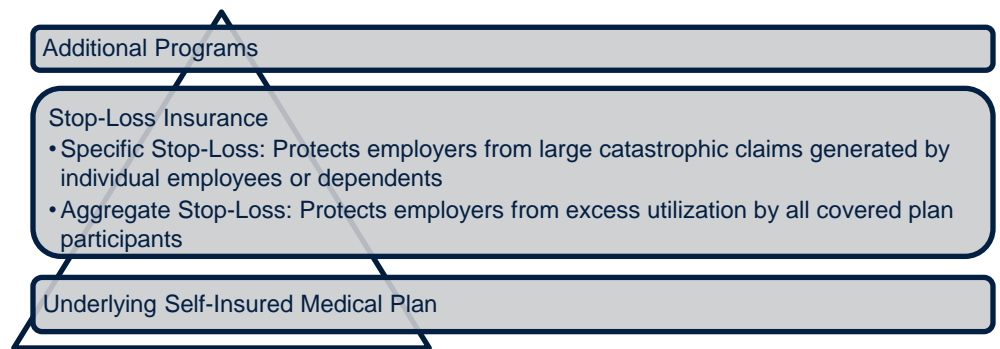 Additional Programs
Stop-Loss Insurance
• Specific Stop-Loss: Protects employers from large catastrophic claims generated by
individual employees or dependents
• Aggregate Stop-Loss: Protects employers from excess utilization by all covered plan
participants
Underlying Self-Insured Medical Plan